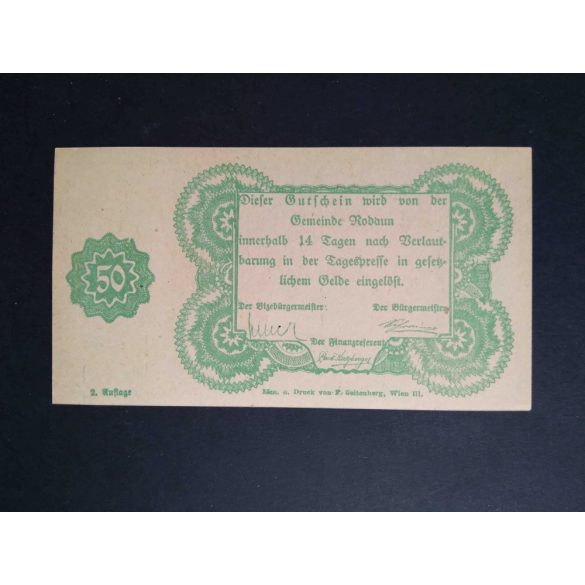 Dieser Gutschein wird von der
Gemeinde Rodaun
innerhalb 14 Tagen nach Verlaut-
barung in der Tagespresse in gesetz-
lichem Gelde eingelöst.
50
Der Vizebürgermeister Der Bürgermeister
Der Finanzreferent
2. Auflage
u. Druck von F. Guttenberg, Wien III.